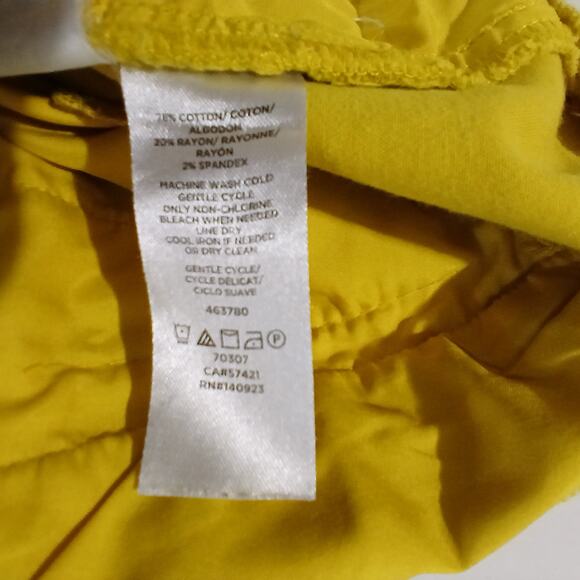 78% COTTON/ COTON/
ALGODÓN
20% RAYON/ RAYONNE/
RAYÓN
2% SPANDEX
MACHINE WASH COLD
GENTLE CYCLE
ONLY NON-CHLORINE
BLEACH WHEN NEEDED
LINE DRY
COOL IRON IF NEEDED
OR DRY CLEAN
GENTLE CYCLE/
CYCLE DÉLICAT/
CICLO SUAVE
463780
P
70307
CA#57421
RN#140923